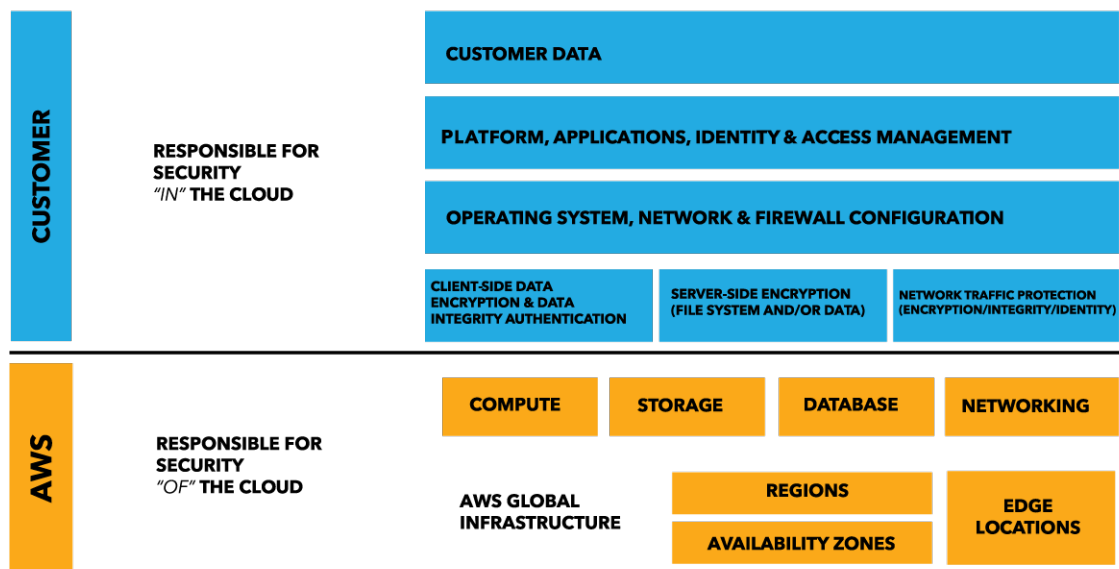 CUSTOMER
RESPONSIBLE FOR
SECURITY
"IN" THE CLOUD
CUSTOMER DATA
PLATFORM, APPLICATIONS, IDENTITY & ACCESS MANAGEMENT
OPERATING SYSTEM, NETWORK & FIREWALL CONFIGURATION
CLIENT-SIDE DATA
ENCRYPTION & DATA
INTEGRITY AUTHENTICATION
SERVER-SIDE ENCRYPTION
(FILE SYSTEM AND/OR DATA)
NETWORK TRAFFIC PROTECTION
(ENCRYPTION/INTEGRITY/IDENTITY)
AWS
RESPONSIBLE FOR
SECURITY
"OF" THE CLOUD
COMPUTE
STORAGE
DATABASE
NETWORKING
AWS GLOBAL
INFRASTRUCTURE
REGIONS
AVAILABILITY ZONES
EDGE
LOCATIONS